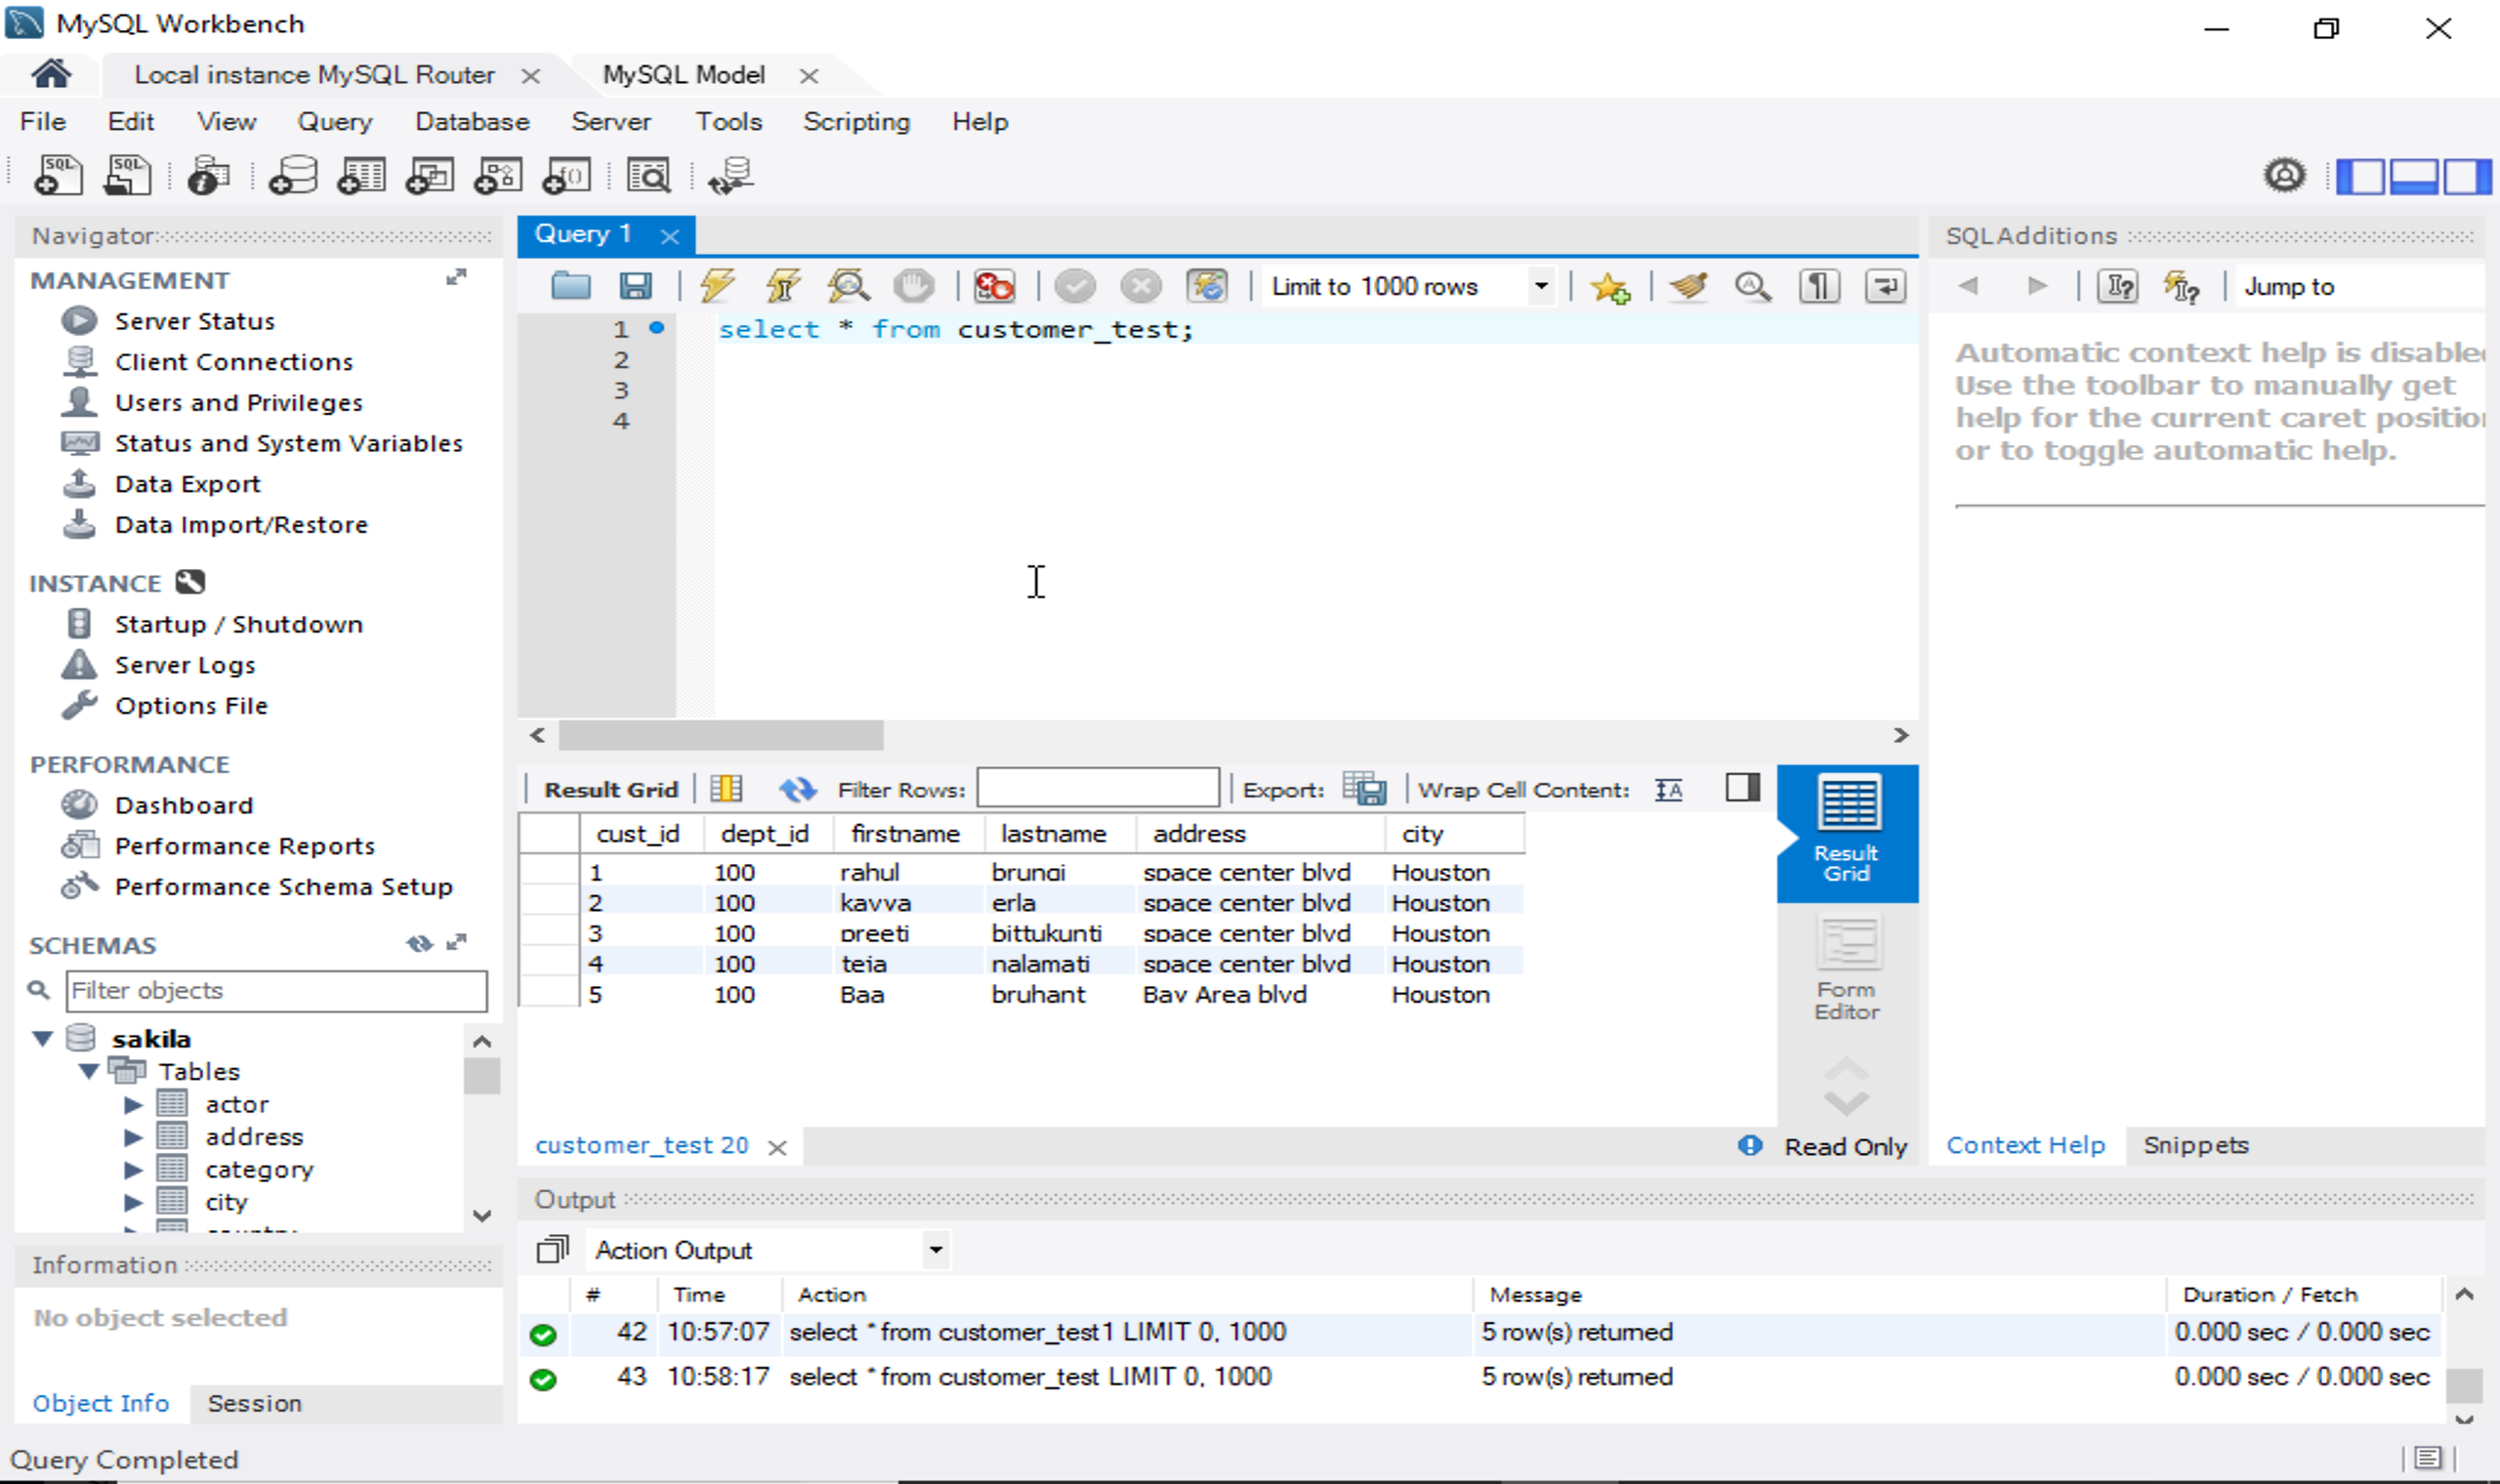 MySQL Workbench
Local instance MySQL Router
MySQL Model
File Edit View Query Database Server Tools Scripting Help
Navigator
MANAGEMENT
Server Status
Client Connections
Users and Privileges
Status and System Variables
Data Export
Data Import/Restore
INSTANCE
Startup / Shutdown
Server Logs
Options File
PERFORMANCE
Dashboard
Performance Reports
Performance Schema Setup
SCHEMAS
Filter objects
sakila
Tables
actor
address
category
city
country
Information
No object selected
Object Info Session
Query Completed
Query 1
Limit to 1000 rows
1 select * from customer_test;
2
3
4
Result Grid Filter Rows: Export: Wrap Cell Content:
cust_id dept_id firstname lastname address city
1 100 rahul brungi space center blvd Houston
2 100 kavya erla space center blvd Houston
3 100 preeti bittukunti space center blvd Houston
4 100 teja nalamati space center blvd Houston
5 100 Baa bruhant Bay Area blvd Houston
Result
Grid
Form
Editor
customer_test 20
Read Only
SQLAdditions
Jump to
Automatic context help is disabled
Use the toolbar to manually get
help for the current caret position
or to toggle automatic help.
Context Help Snippets
Output
Action Output
# Time Action Message Duration / Fetch
42 10:57:07 select * from customer_test1 LIMIT 0, 1000 5 row(s) returned 0.000 sec / 0.000 sec
43 10:58:17 select * from customer_test LIMIT 0, 1000 5 row(s) returned 0.000 sec / 0.000 sec